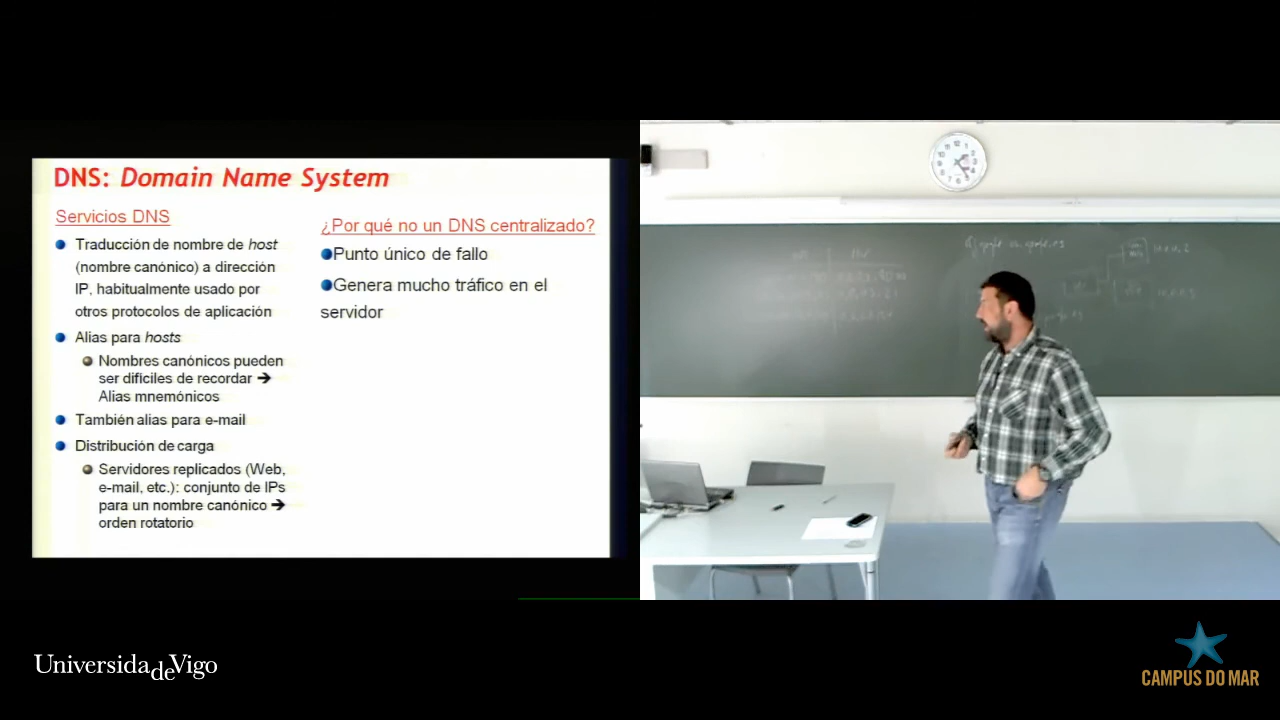 DNS: Domain Name System
Servicios DNS
Traducción de nombre de host
(nombre canónico) a dirección
IP, habitualmente usado por
otros protocolos de aplicación
Alias para hosts
Nombres canónicos pueden
ser difíciles de recordar ➔
Alias mnemónicos
También alias para e-mail
Distribución de carga
Servidores replicados (Web,
e-mail, etc.): conjunto de IPs
para un nombre canónico ➔
orden rotatorio
¿Por qué no un DNS centralizado?
Punto único de fallo
Genera mucho tráfico en el
servidor
UniversidadeVigo
CAMPUS DO MAR